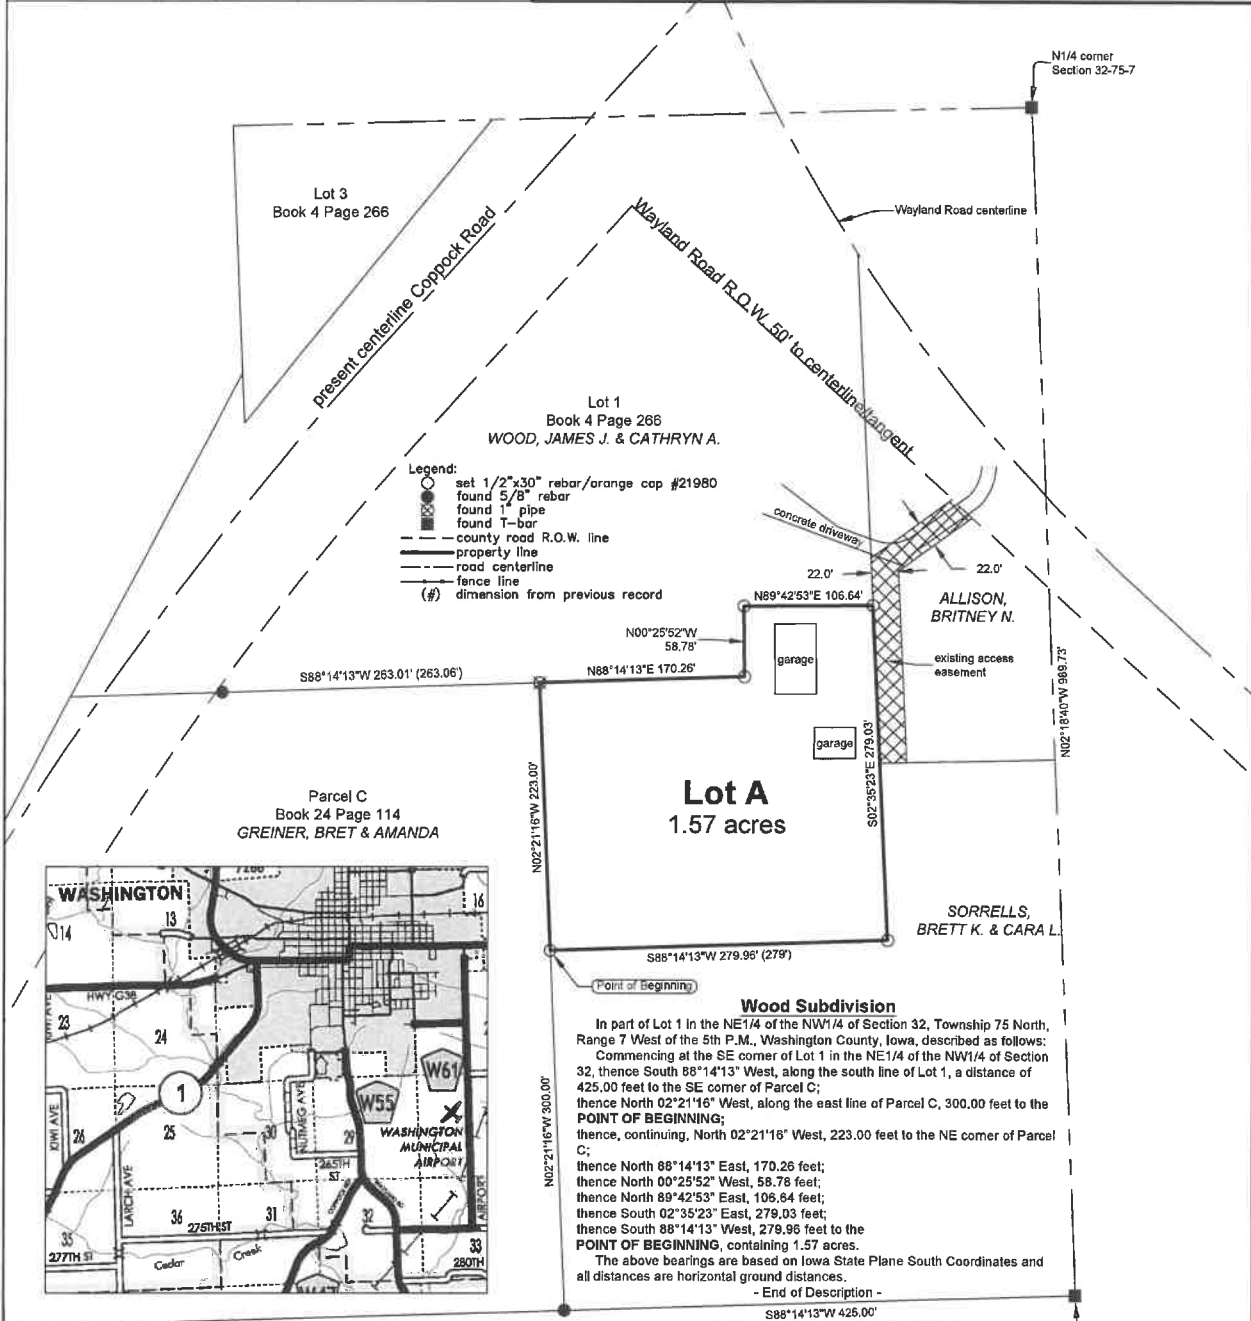 N1/4 corner
Section 32-75-7
Lot 3
Book 4 Page 266
Wayland Road centerline
present centerline Coppock Road
Wayland Road R.O.W. 50' to centerline/tangent
Lot 1
Book 4 Page 266
WOOD, JAMES J. & CATHRYN A.
Legend:
set 1/2"x30" rebar/orange cap #21980
found 5/8" rebar
found 1" pipe
found T-bar
county road R.O.W. line
property line
road centerline
fence line
(#) dimension from previous record
concrete driveway
22.0'
22.0'
N89°42'53"E 106.64'
ALLISON,
BRITNEY N.
N00°25'52"W
58.78'
garage
existing access
easement
S88°14'13"W 263.01' (263.06')
N88°14'13"E 170.26'
N02°18'40"W 989.73'
garage
S02°35'23"E 279.03'
N02°21'16"W 223.00'
Lot A
1.57 acres
Parcel C
Book 24 Page 114
GREINER, BRET & AMANDA
SORRELLS,
BRETT K. & CARA L.
S88°14'13"W 279.96' (279')
Point of Beginning
Wood Subdivision
In part of Lot 1 in the NE1/4 of the NW1/4 of Section 32, Township 75 North,
Range 7 West of the 5th P.M., Washington County, Iowa, described as follows:
Commencing at the SE corner of Lot 1 in the NE1/4 of the NW1/4 of Section
32, thence South 88°14'13" West, along the south line of Lot 1, a distance of
425.00 feet to the SE corner of Parcel C;
thence North 02°21'16" West, along the east line of Parcel C, 300.00 feet to the
POINT OF BEGINNING;
thence, continuing, North 02°21'16" West, 223.00 feet to the NE corner of Parcel
C;
thence North 88°14'13" East, 170.26 feet;
thence North 00°25'52" West, 58.78 feet;
thence North 89°42'53" East, 106.64 feet;
thence South 02°35'23" East, 279.03 feet;
thence South 88°14'13" West, 279.96 feet to the
POINT OF BEGINNING, containing 1.57 acres.
The above bearings are based on Iowa State Plane South Coordinates and
all distances are horizontal ground distances.
- End of Description -
N02°21'16"W 300.00'
S88°14'13"W 425.00'
WASHINGTON
13
14
16
HWY G38
23
24
1
W61
W55
KIWI AVE
26
25
30
NUTMEG AVE
29
WASHINGTON
MUNICIPAL
AIRPORT
265TH
ST
LARCH AVE
36
31
32
275TH ST
35
277TH ST
Cedar
Creek
33
280TH
AIRPORT